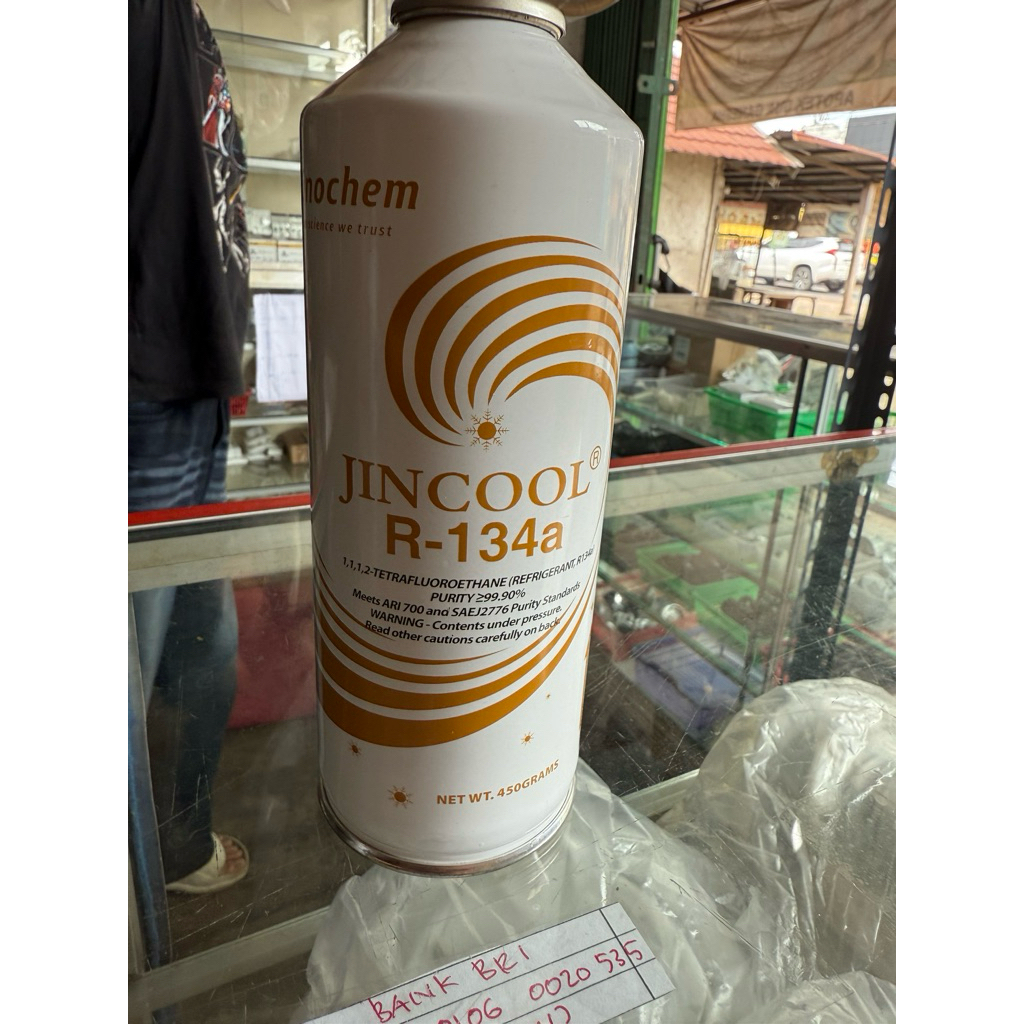 nochem
science we trust
JINCOOL®
R-134a
1,1,1,2-TETRAFLUOROETHANE (REFRIGERANT, R134a)
PURITY ≥99.90%
Meets ARI 700 and SAEJ2776 Purity Standards
WARNING - Contents under pressure.
Read other cautions carefully on back.
NET WT. 450GRAMS
BANK BRI
0106 0020 535